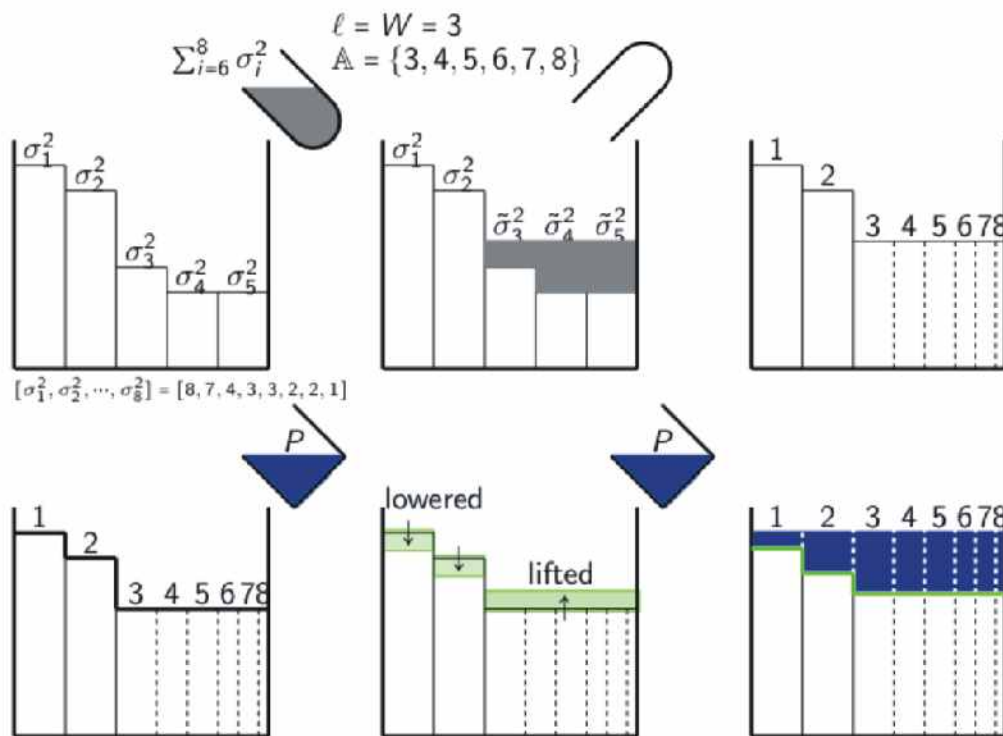 ℓ = W = 3
∑_{i=6}^{8} σ_i^2
𝔸 = {3, 4, 5, 6, 7, 8}
σ_1^2 σ_2^2 σ_3^2 σ_4^2 σ_5^2
σ_1^2 σ_2^2 σ̃_3^2 σ̃_4^2 σ̃_5^2
1 2 3 4 5 6 7 8
[σ_1^2, σ_2^2, ⋯, σ_8^2] = [8, 7, 4, 3, 3, 2, 2, 1]
P
P
1 2 3 4 5 6 7 8
lowered
lifted
1 2 3 4 5 6 7 8